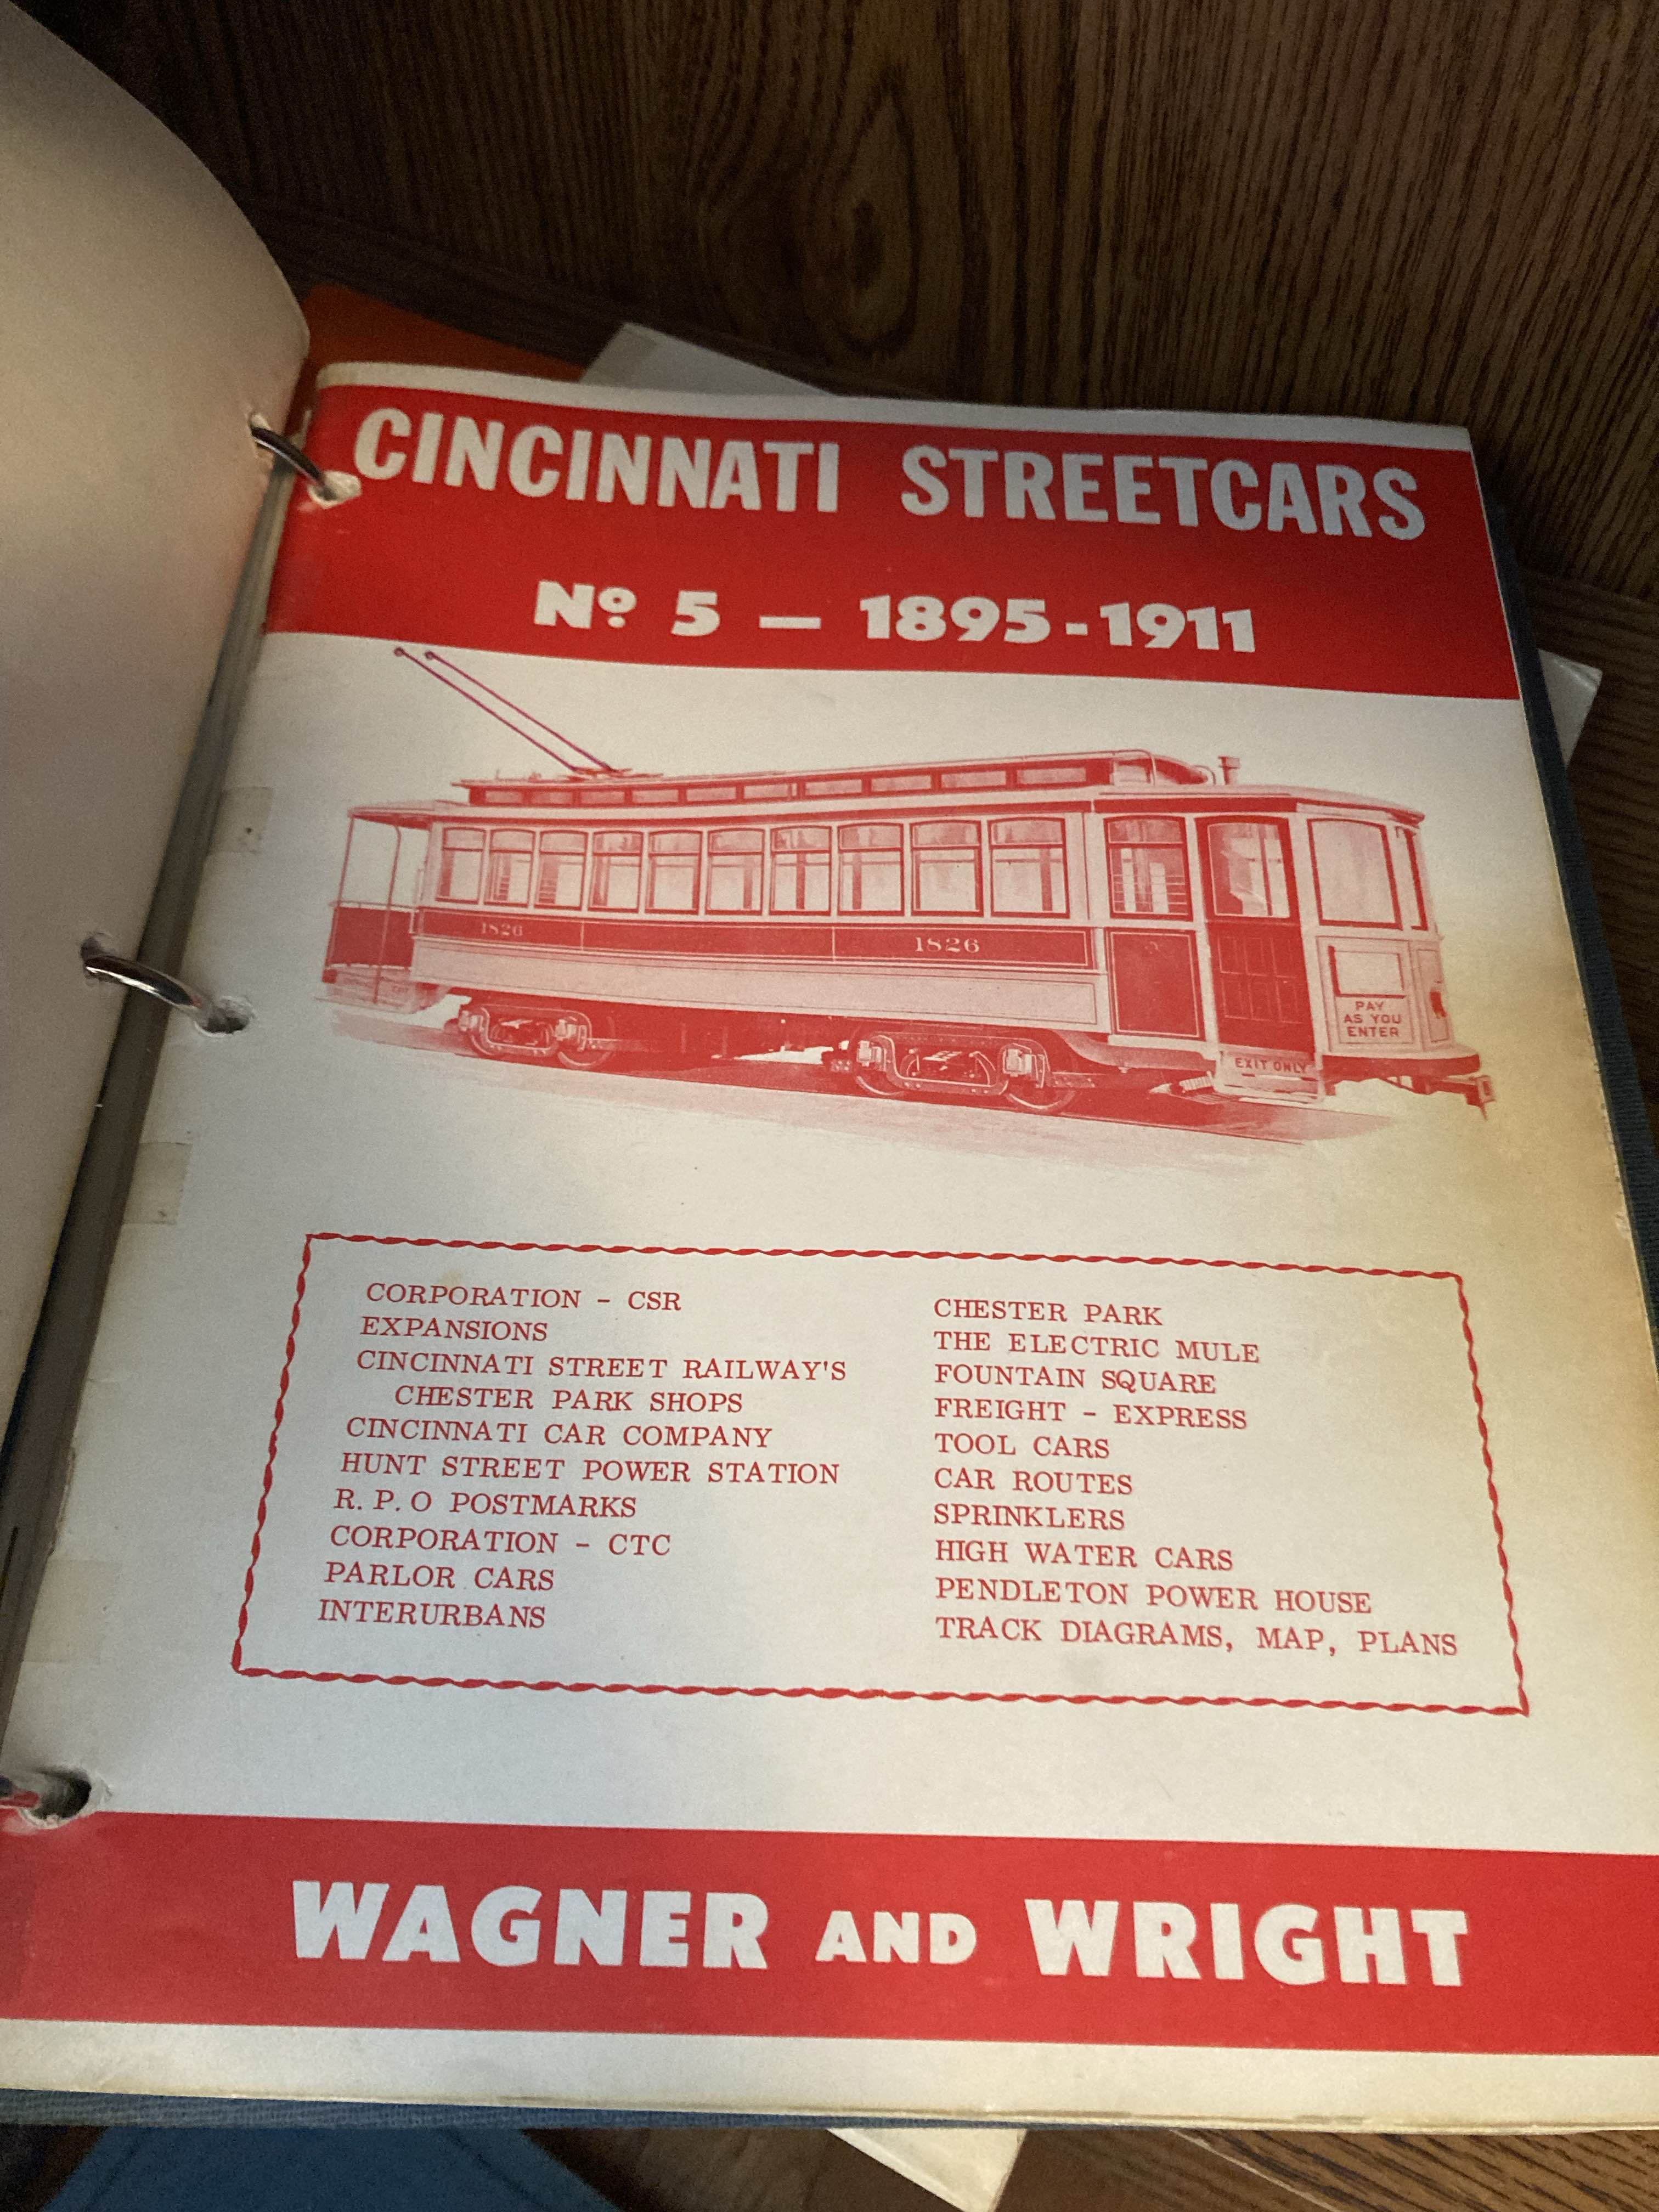 CINCINNATI STREETCARS
Nº 5 — 1895-1911
1826
1826
PAY
AS YOU
ENTER
EXIT ONLY
CORPORATION - CSR
EXPANSIONS
CINCINNATI STREET RAILWAY'S
CHESTER PARK SHOPS
CINCINNATI CAR COMPANY
HUNT STREET POWER STATION
R. P. O POSTMARKS
CORPORATION - CTC
PARLOR CARS
INTERURBANS
CHESTER PARK
THE ELECTRIC MULE
FOUNTAIN SQUARE
FREIGHT - EXPRESS
TOOL CARS
CAR ROUTES
SPRINKLERS
HIGH WATER CARS
PENDLETON POWER HOUSE
TRACK DIAGRAMS, MAP, PLANS
WAGNER AND WRIGHT